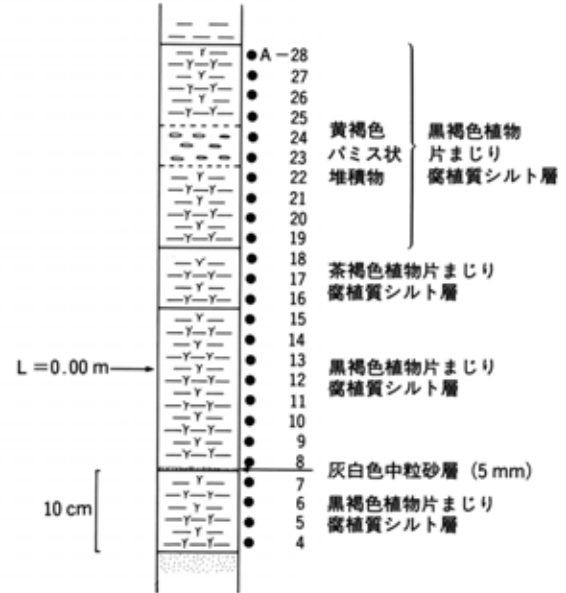 A-28
27
26
25
24
23
22
21
20
19
18
17
16
15
14
13
12
11
10
9
8
7
6
5
4
黄褐色
パミス状
堆積物
黒褐色植物
片まじり
腐植質シルト層
茶褐色植物片まじり
腐植質シルト層
L=0.00 m
黒褐色植物片まじり
腐植質シルト層
灰白色中粒砂層 (5 mm)
黒褐色植物片まじり
腐植質シルト層
10 cm